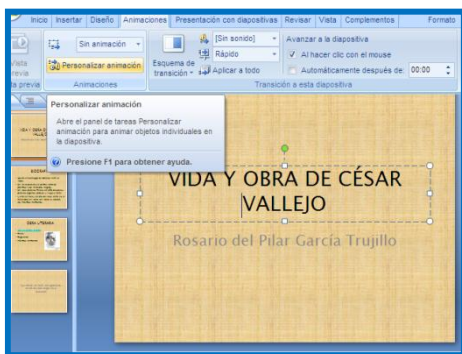 Inicio Insertar Diseño Animaciones Presentación con diapositivas Revisar Vista Complementos Formato
Vista previa
Sin animación
Personalizar animación
Animaciones
Esquema de transición
[Sin sonido]
Rápido
Aplicar a todo
Avanzar a la diapositiva
Al hacer clic con el mouse
Automáticamente después de: 00:00
Transición a esta diapositiva
Personalizar animación
Abre el panel de tareas Personalizar
animación para animar objetos individuales en
la diapositiva.
Presione F1 para obtener ayuda.
VIDA Y OBRA DE CÉSAR
VALLEJO
Rosario del Pilar García Trujillo